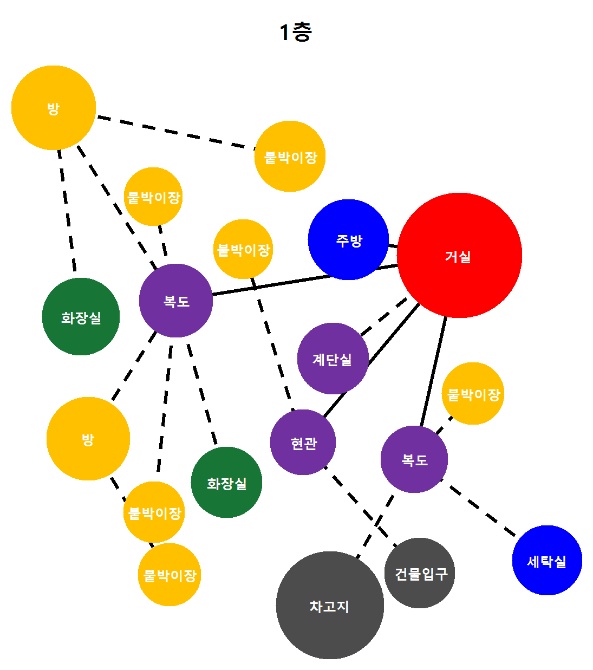 1층
방
붙박이장
붙박이장
주방
붙박이장
거실
복도
화장실
계단실
붙박이장
방
현관
복도
화장실
붙박이장
세탁실
건물입구
붙박이장
차고지